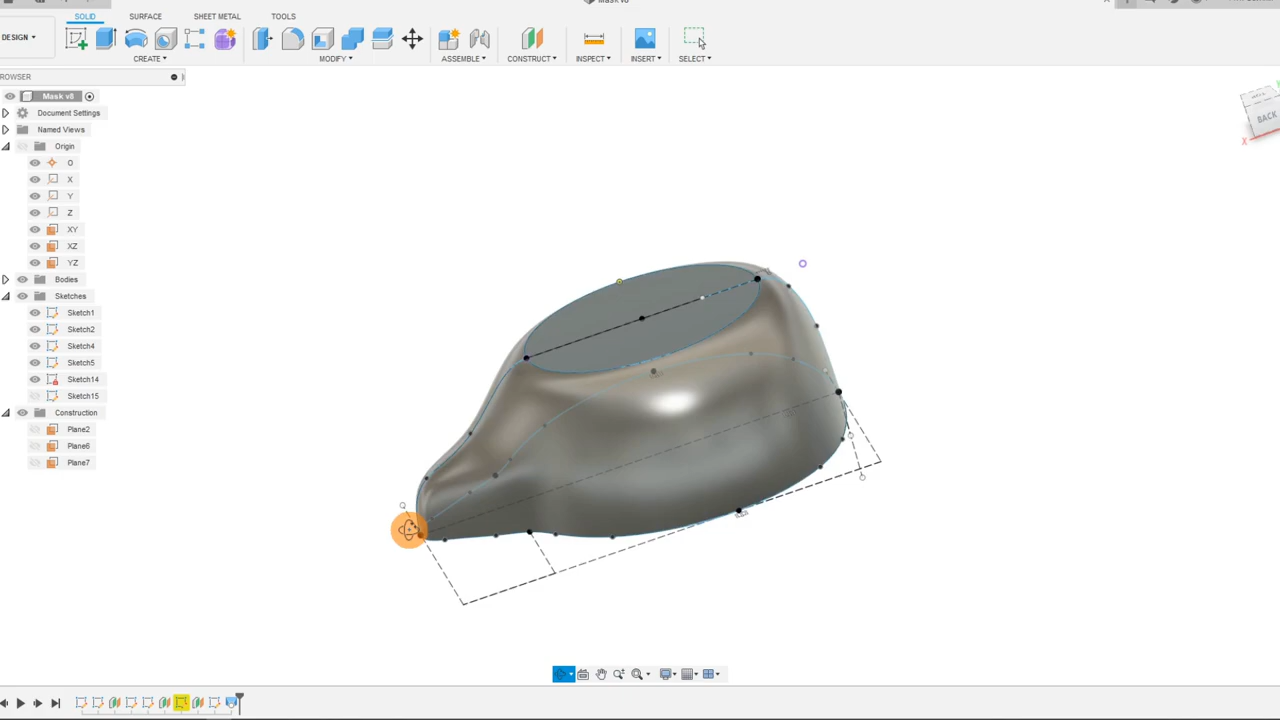 SOLID SURFACE SHEET METAL TOOLS
DESIGN
CREATE MODIFY ASSEMBLE CONSTRUCT INSPECT INSERT SELECT
ROWSER
Mask v8
Document Settings
Named Views
Origin
O
X
Y
Z
XY
XZ
YZ
Bodies
Sketches
Sketch1
Sketch2
Sketch4
Sketch5
Sketch14
Sketch15
Construction
Plane2
Plane6
Plane7
BACK
X